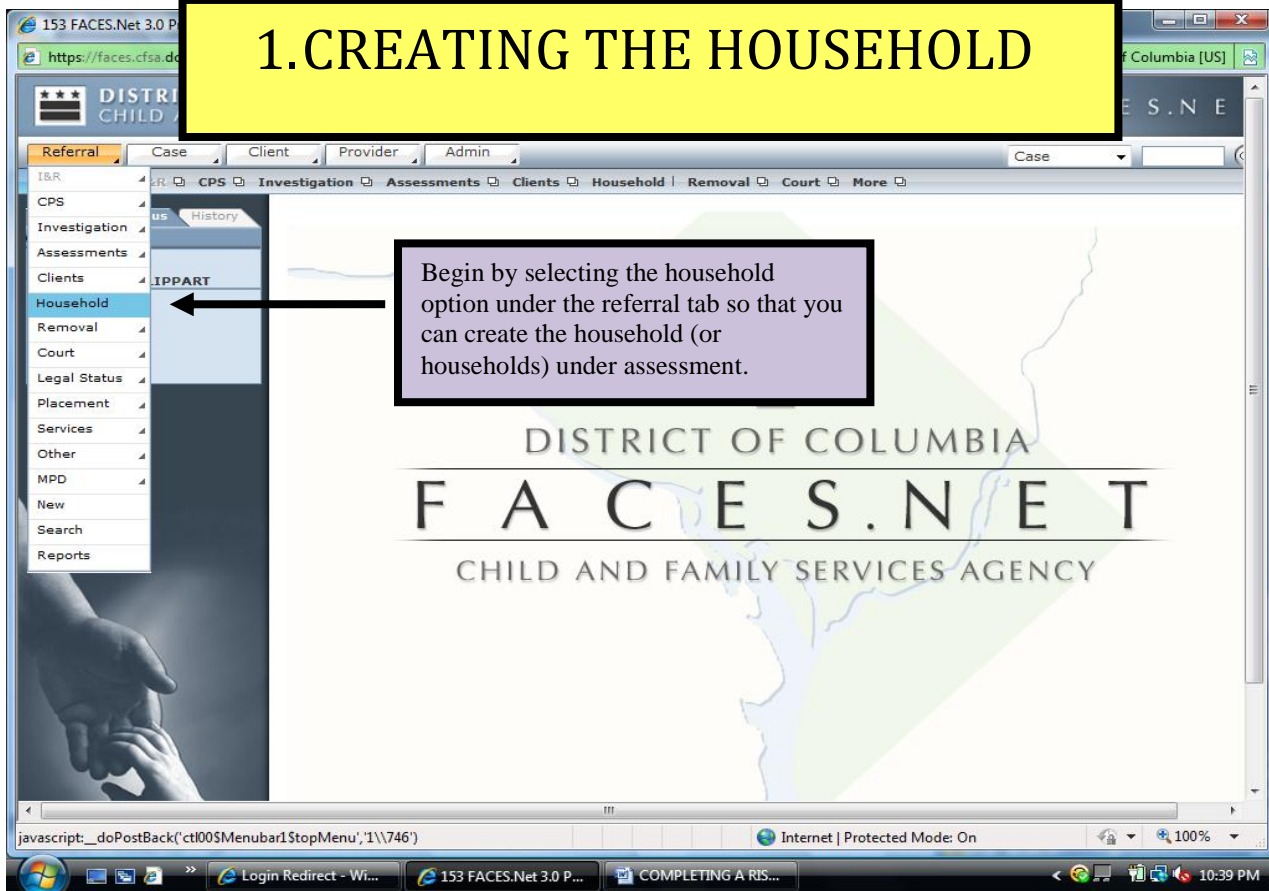 153 FACES.Net 3.0 P
1. CREATING THE HOUSEHOLD
https://faces.cfsa.dc
f Columbia [US]
DISTRI
E S . N E
CHILD A
Referral Case Client Provider Admin Case
I&R CPS Investigation Assessments Clients Household | Removal Court More
I&R
CPS
us History
Investigation
Assessments
Clients
LIPPART
Household
Removal
Court
Legal Status
Placement
Services
Other
MPD
New
Search
Reports
Begin by selecting the household
option under the referral tab so that you
can create the household (or
households) under assessment.
DISTRICT OF COLUMBIA
FACES.NET
CHILD AND FAMILY SERVICES AGENCY
javascript:__doPostBack('ctl00$Menubar1$topMenu','1\\746') Internet | Protected Mode: On 100%
Login Redirect - Wi... 153 FACES.Net 3.0 P... COMPLETING A RIS... 10:39 PM